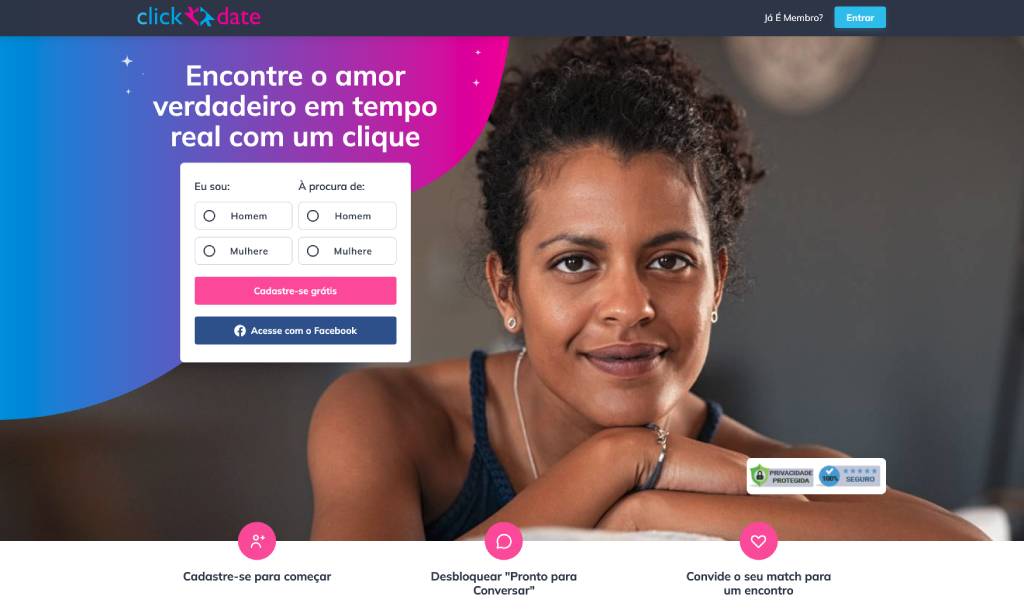 click date
Já É Membro?
Entrar
Encontre o amor
verdadeiro em tempo
real com um clique
Eu sou:
À procura de:
Homem
Homem
Mulhere
Mulhere
Cadastre-se grátis
Acesse com o Facebook
PRIVACIDADE
PROTEGIDA
100%
SEGURO
Cadastre-se para começar
Desbloquear "Pronto para
Conversar"
Convide o seu match para
um encontro